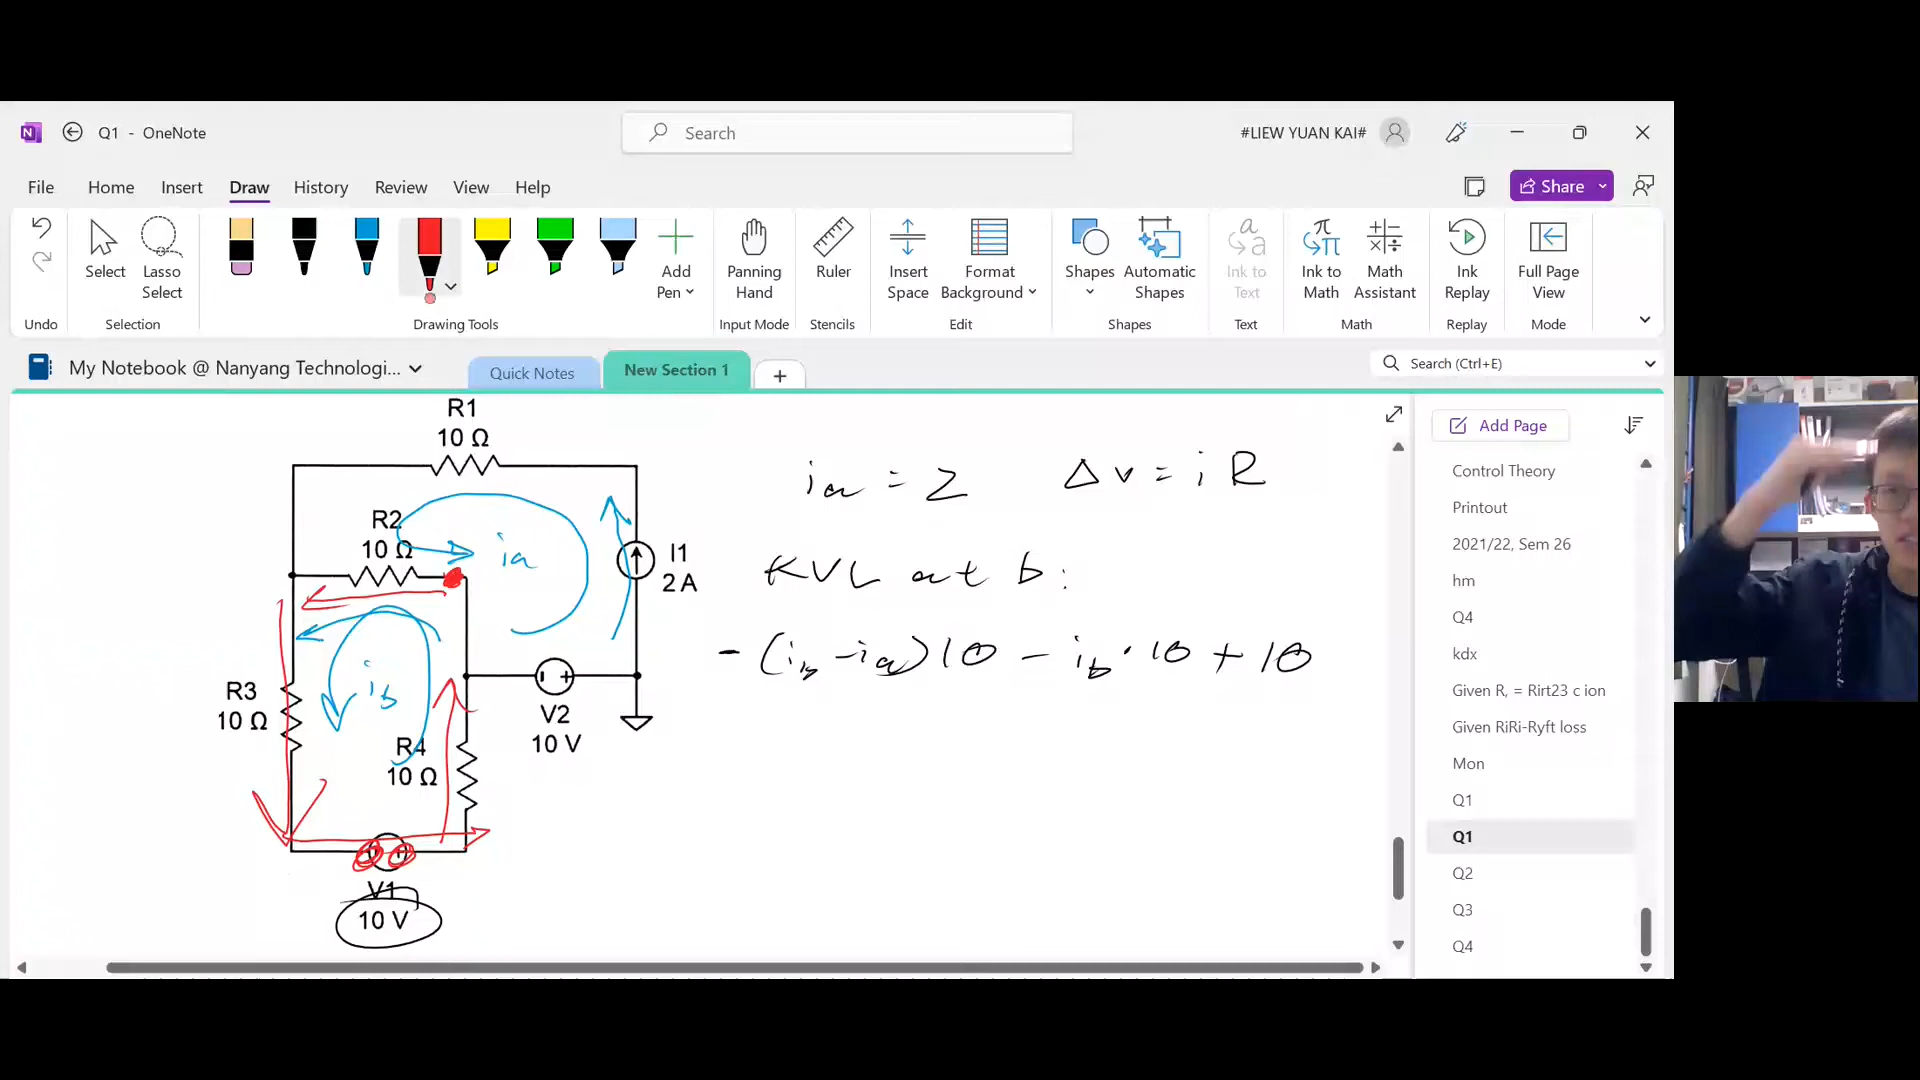 Q1 - OneNote
Search
#LIEW YUAN KAI#
File Home Insert Draw History Review View Help
Share
Undo
Select
Lasso Select
Selection
Drawing Tools
Add Pen
Panning Hand
Input Mode
Ruler
Stencils
Insert Space
Format Background
Edit
Shapes
Automatic Shapes
Shapes
Ink to Text
Text
Ink to Math
Math Assistant
Math
Ink Replay
Replay
Full Page View
Mode
My Notebook @ Nanyang Technologi...
Quick Notes
New Section 1
+
Search (Ctrl+E)
R1
10 Ω
R2
10 Ω
ia
I1
2 A
R3
10 Ω
ib
V2
10 V
R4
10 Ω
V1
10 V
ia = 2 Δv = i R
KVL at b:
- (ib - ia) 10 - ib · 10 + 10
Add Page
Control Theory
Printout
2021/22, Sem 26
hm
Q4
kdx
Given R, = Rirt23 c ion
Given RiRi-Ryft loss
Mon
Q1
Q1
Q2
Q3
Q4